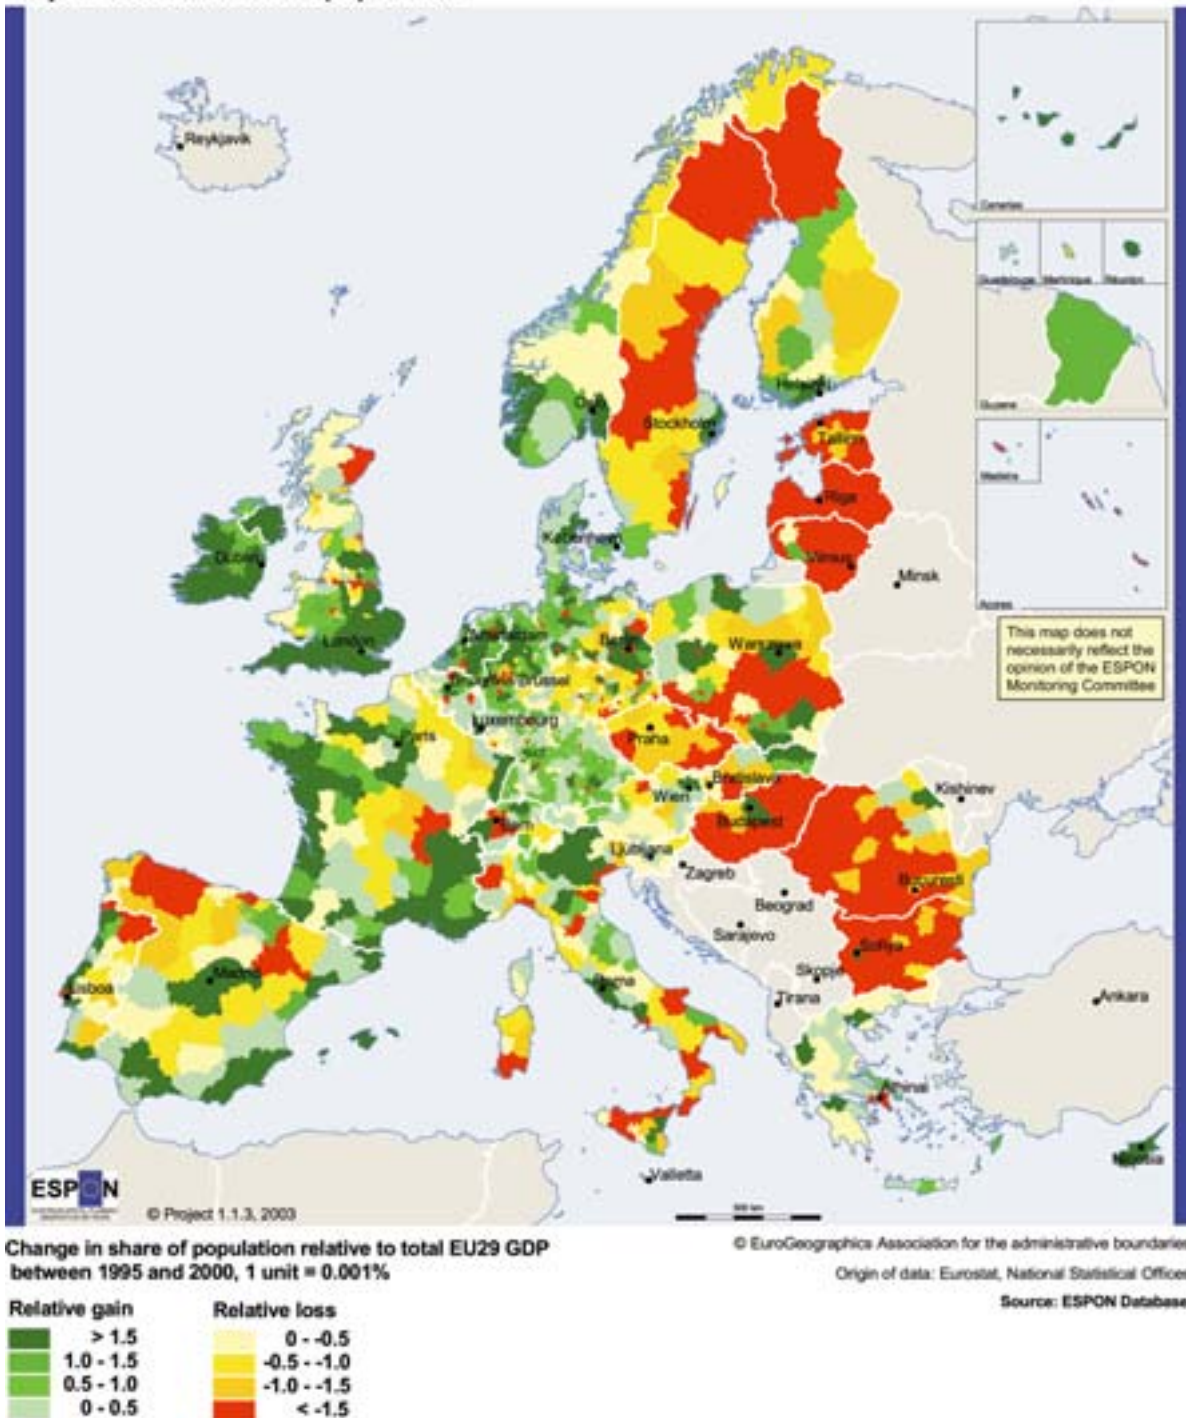 Reykjavik
Canaries
Guadeloupe
Martinique
Réunion
Guyane
Madeira
Acores
Oslo
Helsinki
Stockholm
Tallinn
Riga
København
Vilnius
Minsk
Dublin
London
Amsterdam
Berlin
Warszawa
This map does not
necessarily reflect the
opinion of the ESPON
Monitoring Committee
Luxembourg
Paris
Praha
Kishinev
Wien
Bratislava
Budapest
Bern
Ljubljana
Zagreb
Bucuresti
Beograd
Sarajevo
Sofiya
Madrid
Skopje
Roma
Lisboa
Tirana
Ankara
Athinai
Nicosia
Valletta
ESPON
© Project 1.1.3, 2003
500 km
Change in share of population relative to total EU29 GDP
between 1995 and 2000, 1 unit = 0.001%
© EuroGeographics Association for the administrative boundaries
Origin of data: Eurostat, National Statistical Offices
Source: ESPON Database
Relative gain
> 1.5
1.0 - 1.5
0.5 - 1.0
0 - 0.5
Relative loss
0 - -0.5
-0.5 - -1.0
-1.0 - -1.5
< -1.5